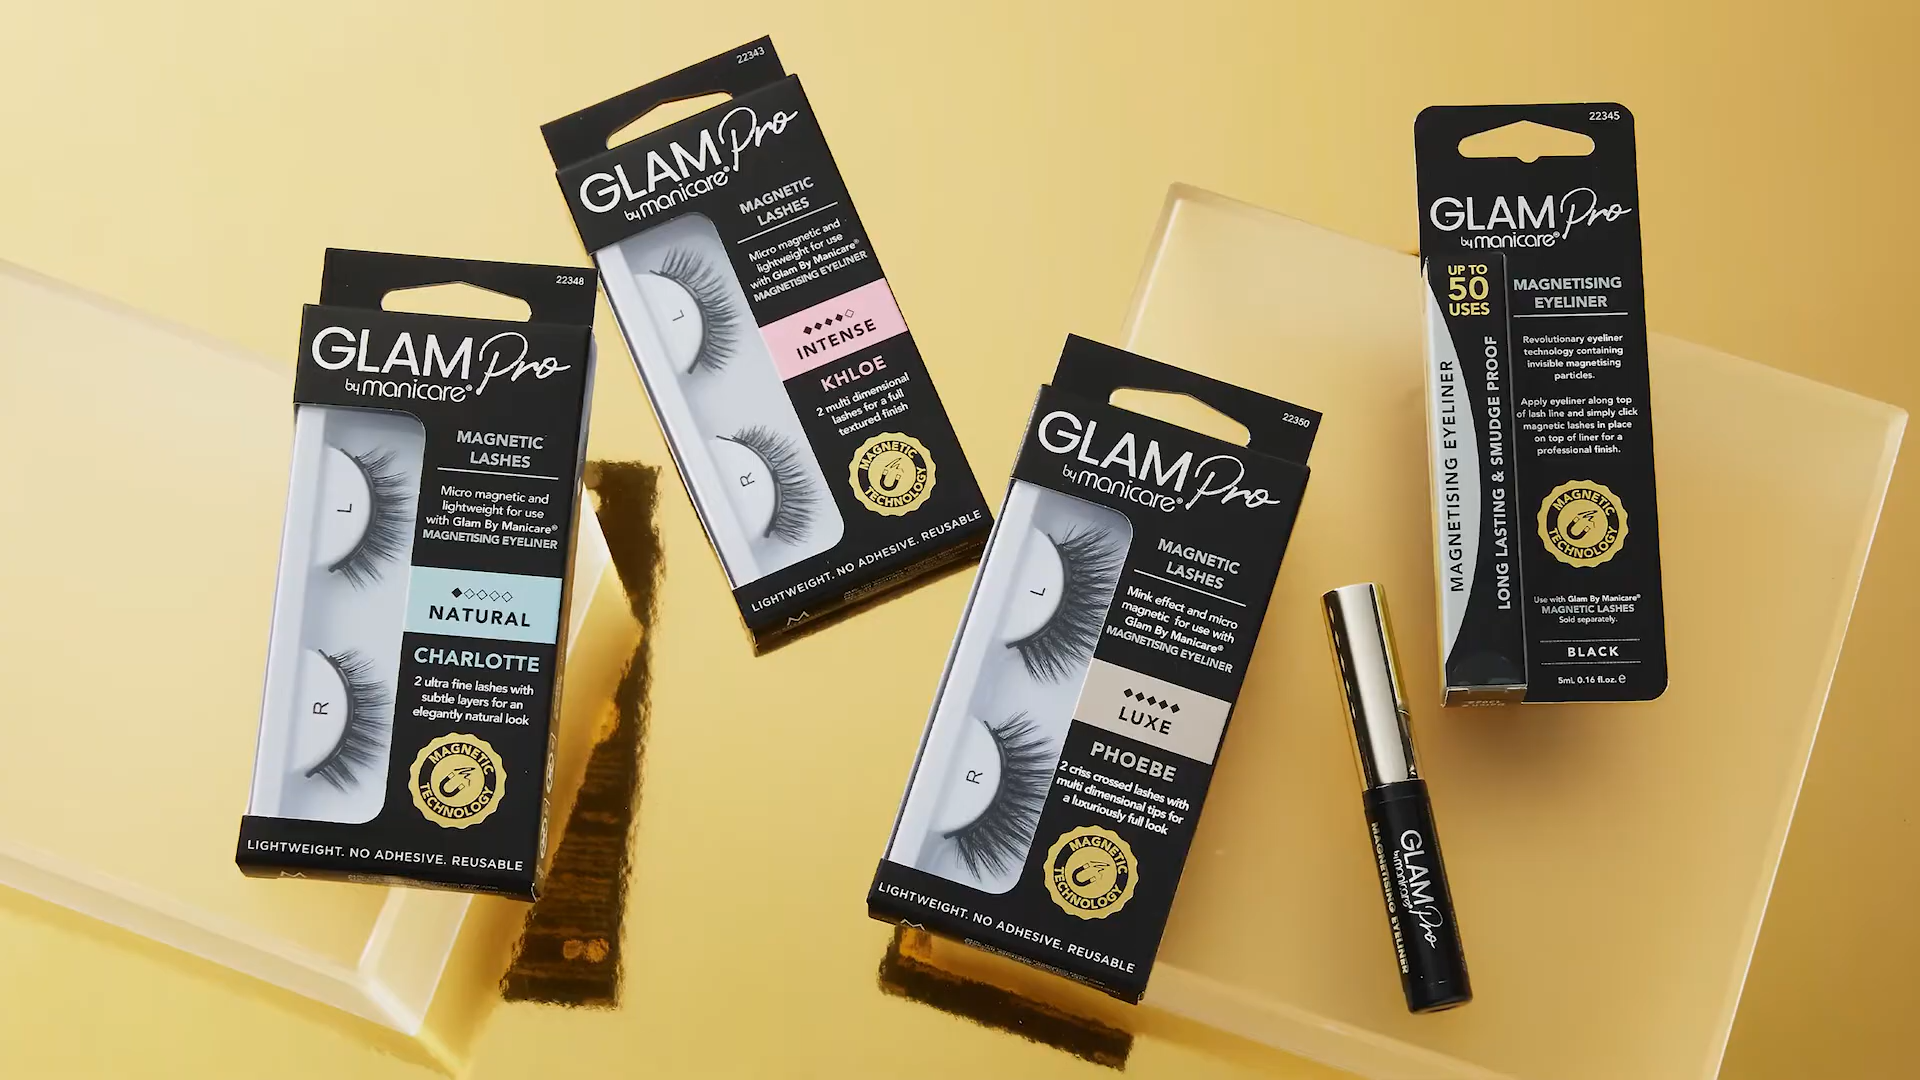 22348
GLAM Pro
by manicare®
MAGNETIC
LASHES
Micro magnetic and
lightweight for use
with Glam By Manicare®
MAGNETISING EYELINER
NATURAL
CHARLOTTE
2 ultra fine lashes with
subtle layers for an
elegantly natural look
MAGNETIC
TECHNOLOGY
L
R
LIGHTWEIGHT. NO ADHESIVE. REUSABLE
22343
GLAM Pro
by manicare®
MAGNETIC
LASHES
Micro magnetic and
lightweight for use
with Glam By Manicare®
MAGNETISING EYELINER
INTENSE
KHLOE
2 multi dimensional
lashes for a full
textured finish
MAGNETIC
TECHNOLOGY
L
R
LIGHTWEIGHT. NO ADHESIVE. REUSABLE
22350
GLAM Pro
by manicare®
MAGNETIC
LASHES
Mink effect and micro
magnetic for use with
Glam By Manicare®
MAGNETISING EYELINER
LUXE
PHOEBE
2 criss crossed lashes with
multi dimensional tips for
a luxuriously full look
MAGNETIC
TECHNOLOGY
L
R
LIGHTWEIGHT. NO ADHESIVE. REUSABLE
22345
GLAM Pro
by manicare®
UP TO
50
USES
MAGNETISING EYELINER
LONG LASTING & SMUDGE PROOF
MAGNETISING
EYELINER
Revolutionary eyeliner
technology containing
invisible magnetising
particles.
Apply eyeliner along top
of lash line and simply click
magnetic lashes in place
on top of liner for a
professional finish.
MAGNETIC
TECHNOLOGY
Use with Glam By Manicare®
MAGNETIC LASHES
Sold separately.
BLACK
5mL 0.16 fl.oz. e
GLAM Pro
by manicare®
MAGNETISING EYELINER